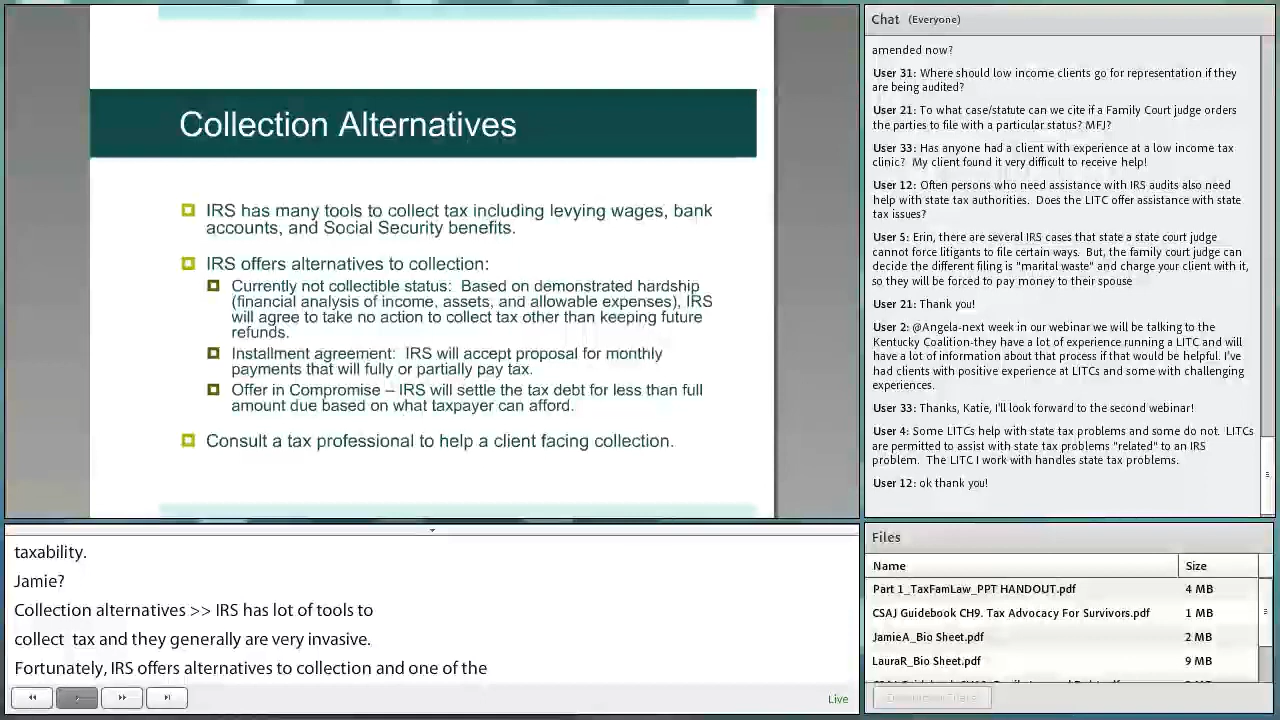 Collection Alternatives
IRS has many tools to collect tax including levying wages, bank
accounts, and Social Security benefits.
IRS offers alternatives to collection:
Currently not collectible status:  Based on demonstrated hardship
(financial analysis of income, assets, and allowable expenses), IRS
will agree to take no action to collect tax other than keeping future
refunds.
Installment agreement:  IRS will accept proposal for monthly
payments that will fully or partially pay tax.
Offer in Compromise – IRS will settle the tax debt for less than full
amount due based on what taxpayer can afford.
Consult a tax professional to help a client facing collection.
taxability.
Jamie?
Collection alternatives >> IRS has lot of tools to
collect  tax and they generally are very invasive.
Fortunately, IRS offers alternatives to collection and one of the
Live
Chat (Everyone)
amended now?
User 31: Where should low income clients go for representation if they
are being audited?
User 21: To what case/statute can we cite if a Family Court judge orders
the parties to file with a particular status? MFJ?
User 33: Has anyone had a client with experience at a low income tax
clinic?  My client found it very difficult to receive help!
User 12: Often persons who need assistance with IRS audits also need
help with state tax authorities.  Does the LITC offer assistance with state
tax issues?
User 5: Erin, there are several IRS cases that state a state court judge
cannot force litigants to file certain ways.  But, the family court judge can
decide the different filing is "marital waste" and charge your client with it,
so they will be forced to pay money to their spouse
User 21: Thank you!
User 2: @Angela-next week in our webinar we will be talking to the
Kentucky Coalition-they have a lot of experience running a LITC and will
have a lot of information about that process if that would be helpful. I've
had clients with positive experience at LITCs and some with challenging
experiences.
User 33: Thanks, Katie, I'll look forward to the second webinar!
User 4: Some LITCs help with state tax problems and some do not.  LITCs
are permitted to assist with state tax problems "related" to an IRS
problem.  The LITC I work with handles state tax problems.
User 12: ok thank you!
Files
Name Size
Part 1_TaxFamLaw_PPT HANDOUT.pdf 4 MB
CSAJ Guidebook CH9. Tax Advocacy For Survivors.pdf 1 MB
JamieA_Bio Sheet.pdf 2 MB
LauraR_Bio Sheet.pdf 9 MB